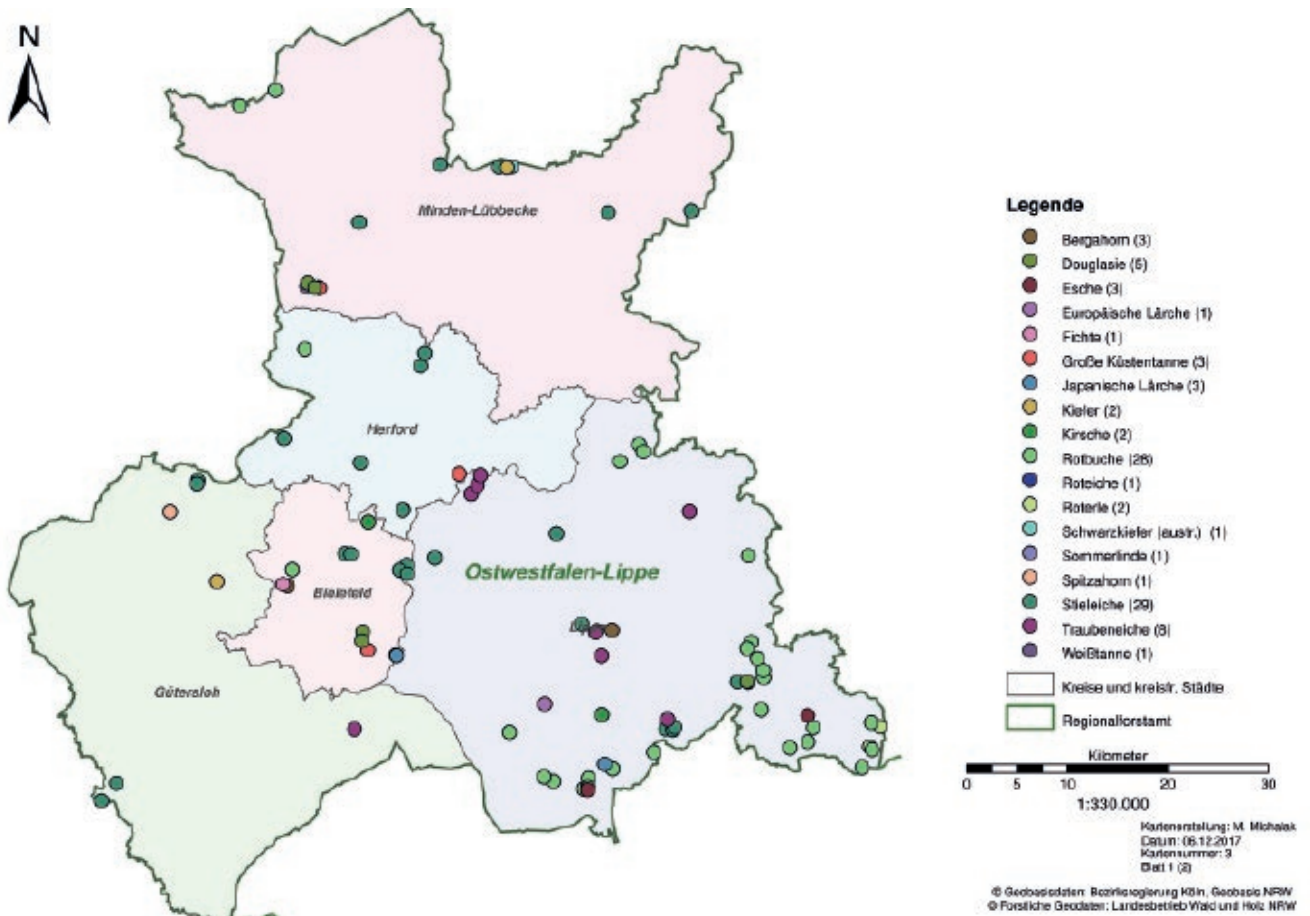 N
Minden-Lübbecke
Herford
Bielefeld
Ostwestfalen-Lippe
Gütersloh
Legende
Bergahorn (3)
Douglasie (5)
Esche (3)
Europäische Lärche (1)
Fichte (1)
Große Küstentanne (3)
Japanische Lärche (3)
Kiefer (2)
Kirsche (2)
Rotbuche (28)
Roteiche (1)
Roterle (2)
Schwarzkiefer (austr.) (1)
Sommerlinde (1)
Spitzahorn (1)
Stieleiche (29)
Traubeneiche (8)
Weißtanne (1)
Kreise und kreisfr. Städte
Regionalforstamt
Kilometer
0 5 10 20 30
1:330.000
Kartenerstellung: M. Michalak
Datum: 06.12.2017
Kartennummer: 3
Blatt 1 (2)
© Geobasisdaten: Bezirksregierung Köln, Geobasis NRW
© Forstliche Geodaten: Landesbetrieb Wald und Holz NRW